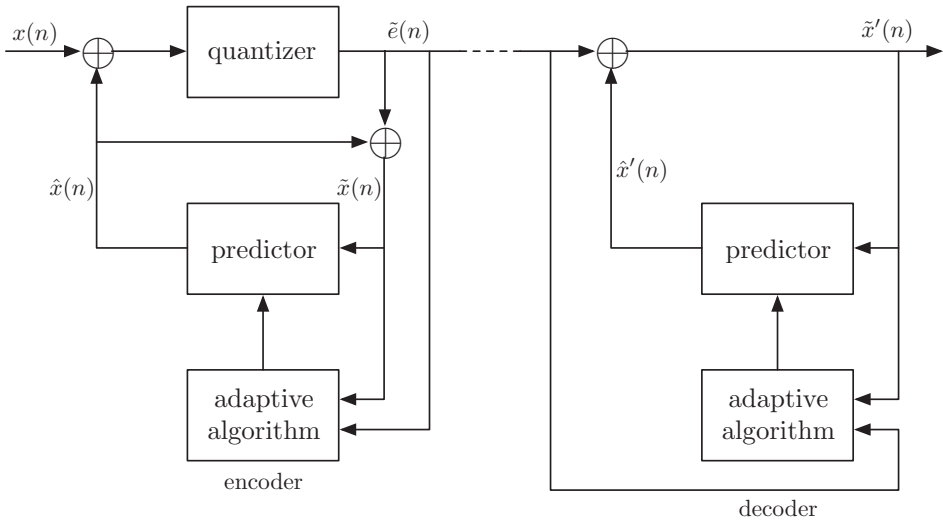 x(n)
quantizer
ẽ(n)
x̃′(n)
x̂(n)
x̃(n)
x̂′(n)
predictor
predictor
adaptive
algorithm
adaptive
algorithm
encoder
decoder